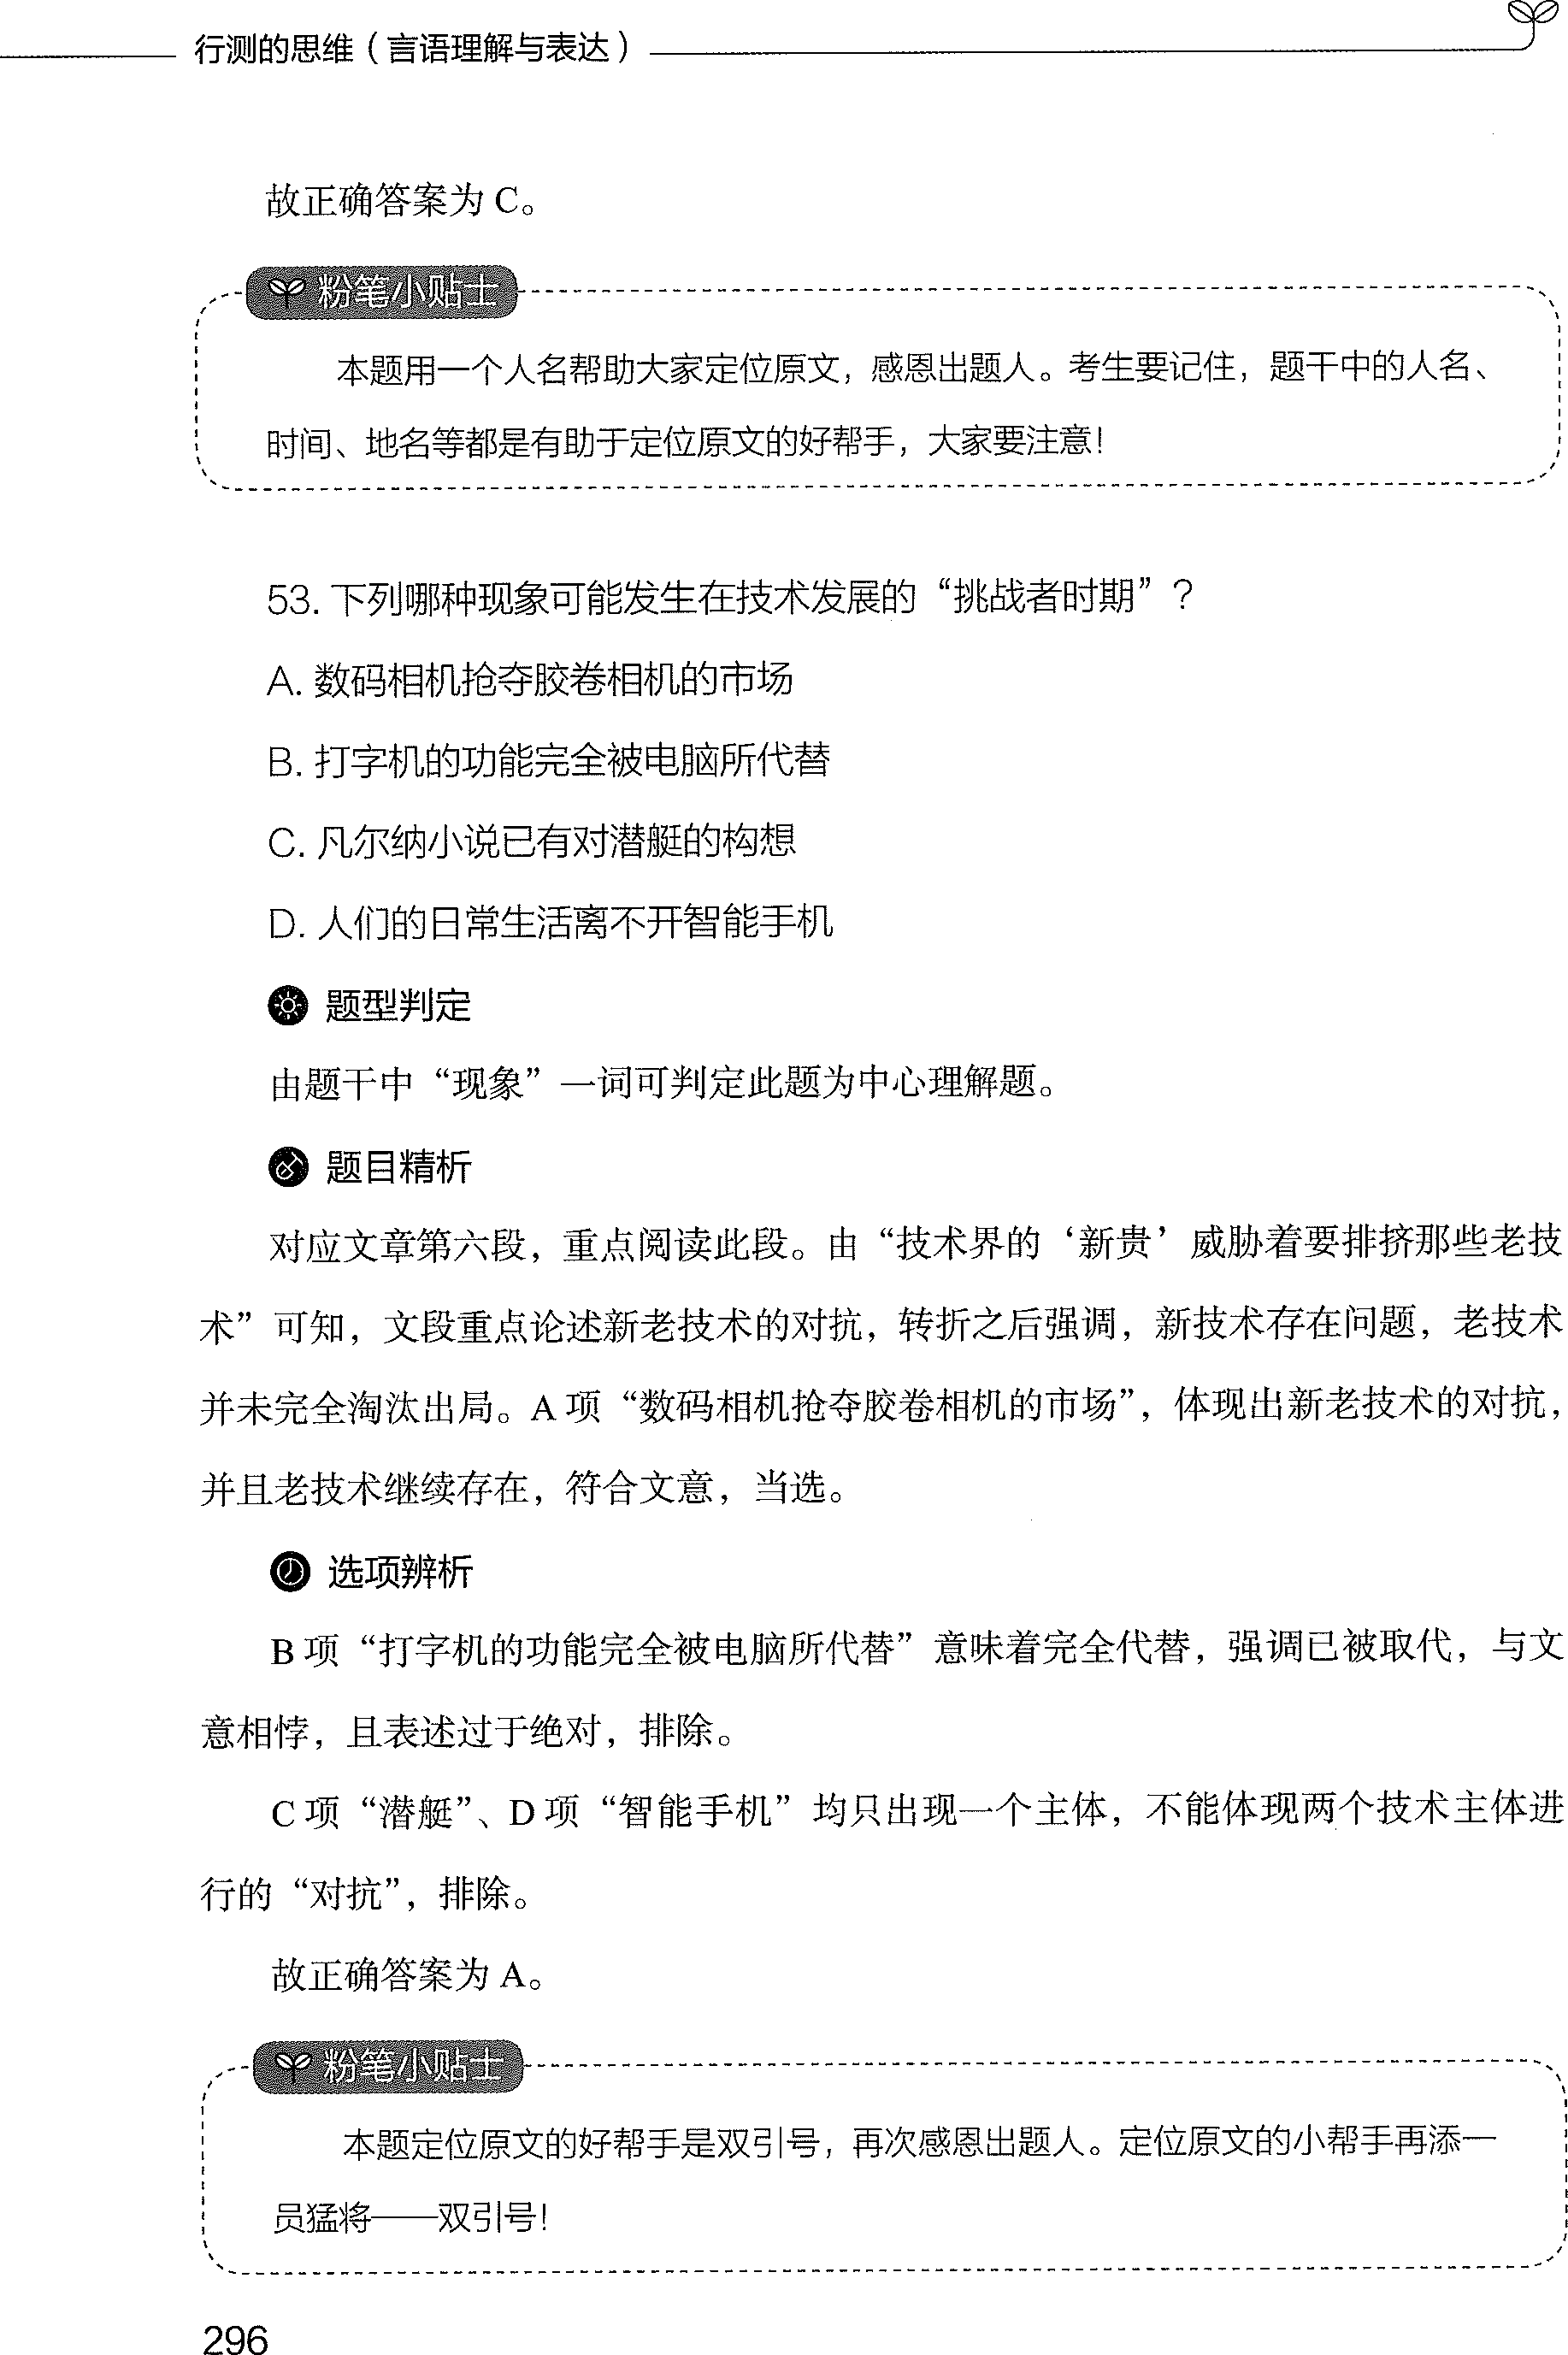 行测的思维（言语理解与表达）
故正确答案为 C。
粉笔小贴士
本题用一个人名帮助大家定位原文，感恩出题人。考生要记住，题干中的人名、
时间、地名等都是有助于定位原文的好帮手，大家要注意！
53. 下列哪种现象可能发生在技术发展的“挑战者时期”？
A. 数码相机抢夺胶卷相机的市场
B. 打字机的功能完全被电脑所代替
C. 凡尔纳小说已有对潜艇的构想
D. 人们的日常生活离不开智能手机
题型判定
由题干中“现象”一词可判定此题为中心理解题。
题目精析
对应文章第六段，重点阅读此段。由“技术界的‘新贵’威胁着要排挤那些老技
术”可知，文段重点论述新老技术的对抗，转折之后强调，新技术存在问题，老技术
并未完全淘汰出局。A 项“数码相机抢夺胶卷相机的市场”，体现出新老技术的对抗，
并且老技术继续存在，符合文意，当选。
选项辨析
B 项“打字机的功能完全被电脑所代替”意味着完全代替，强调已被取代，与文
意相悖，且表述过于绝对，排除。
C 项“潜艇”、D 项“智能手机”均只出现一个主体，不能体现两个技术主体进
行的“对抗”，排除。
故正确答案为 A。
粉笔小贴士
本题定位原文的好帮手是双引号，再次感恩出题人。定位原文的小帮手再添一
员猛将——双引号！
296